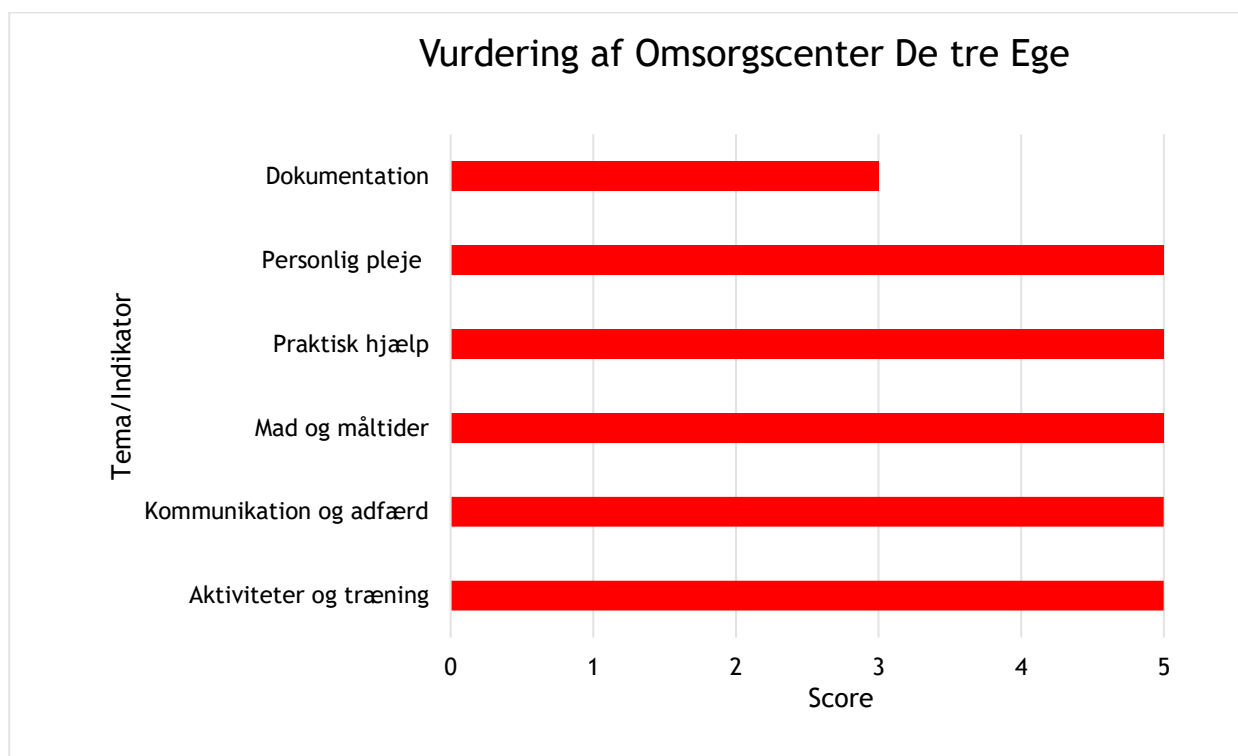 Vurdering af Omsorgscenter De tre Ege
Tema/Indikator
Dokumentation
Personlig pleje
Praktisk hjælp
Mad og måltider
Kommunikation og adfærd
Aktiviteter og træning
0 1 2 3 4 5
Score